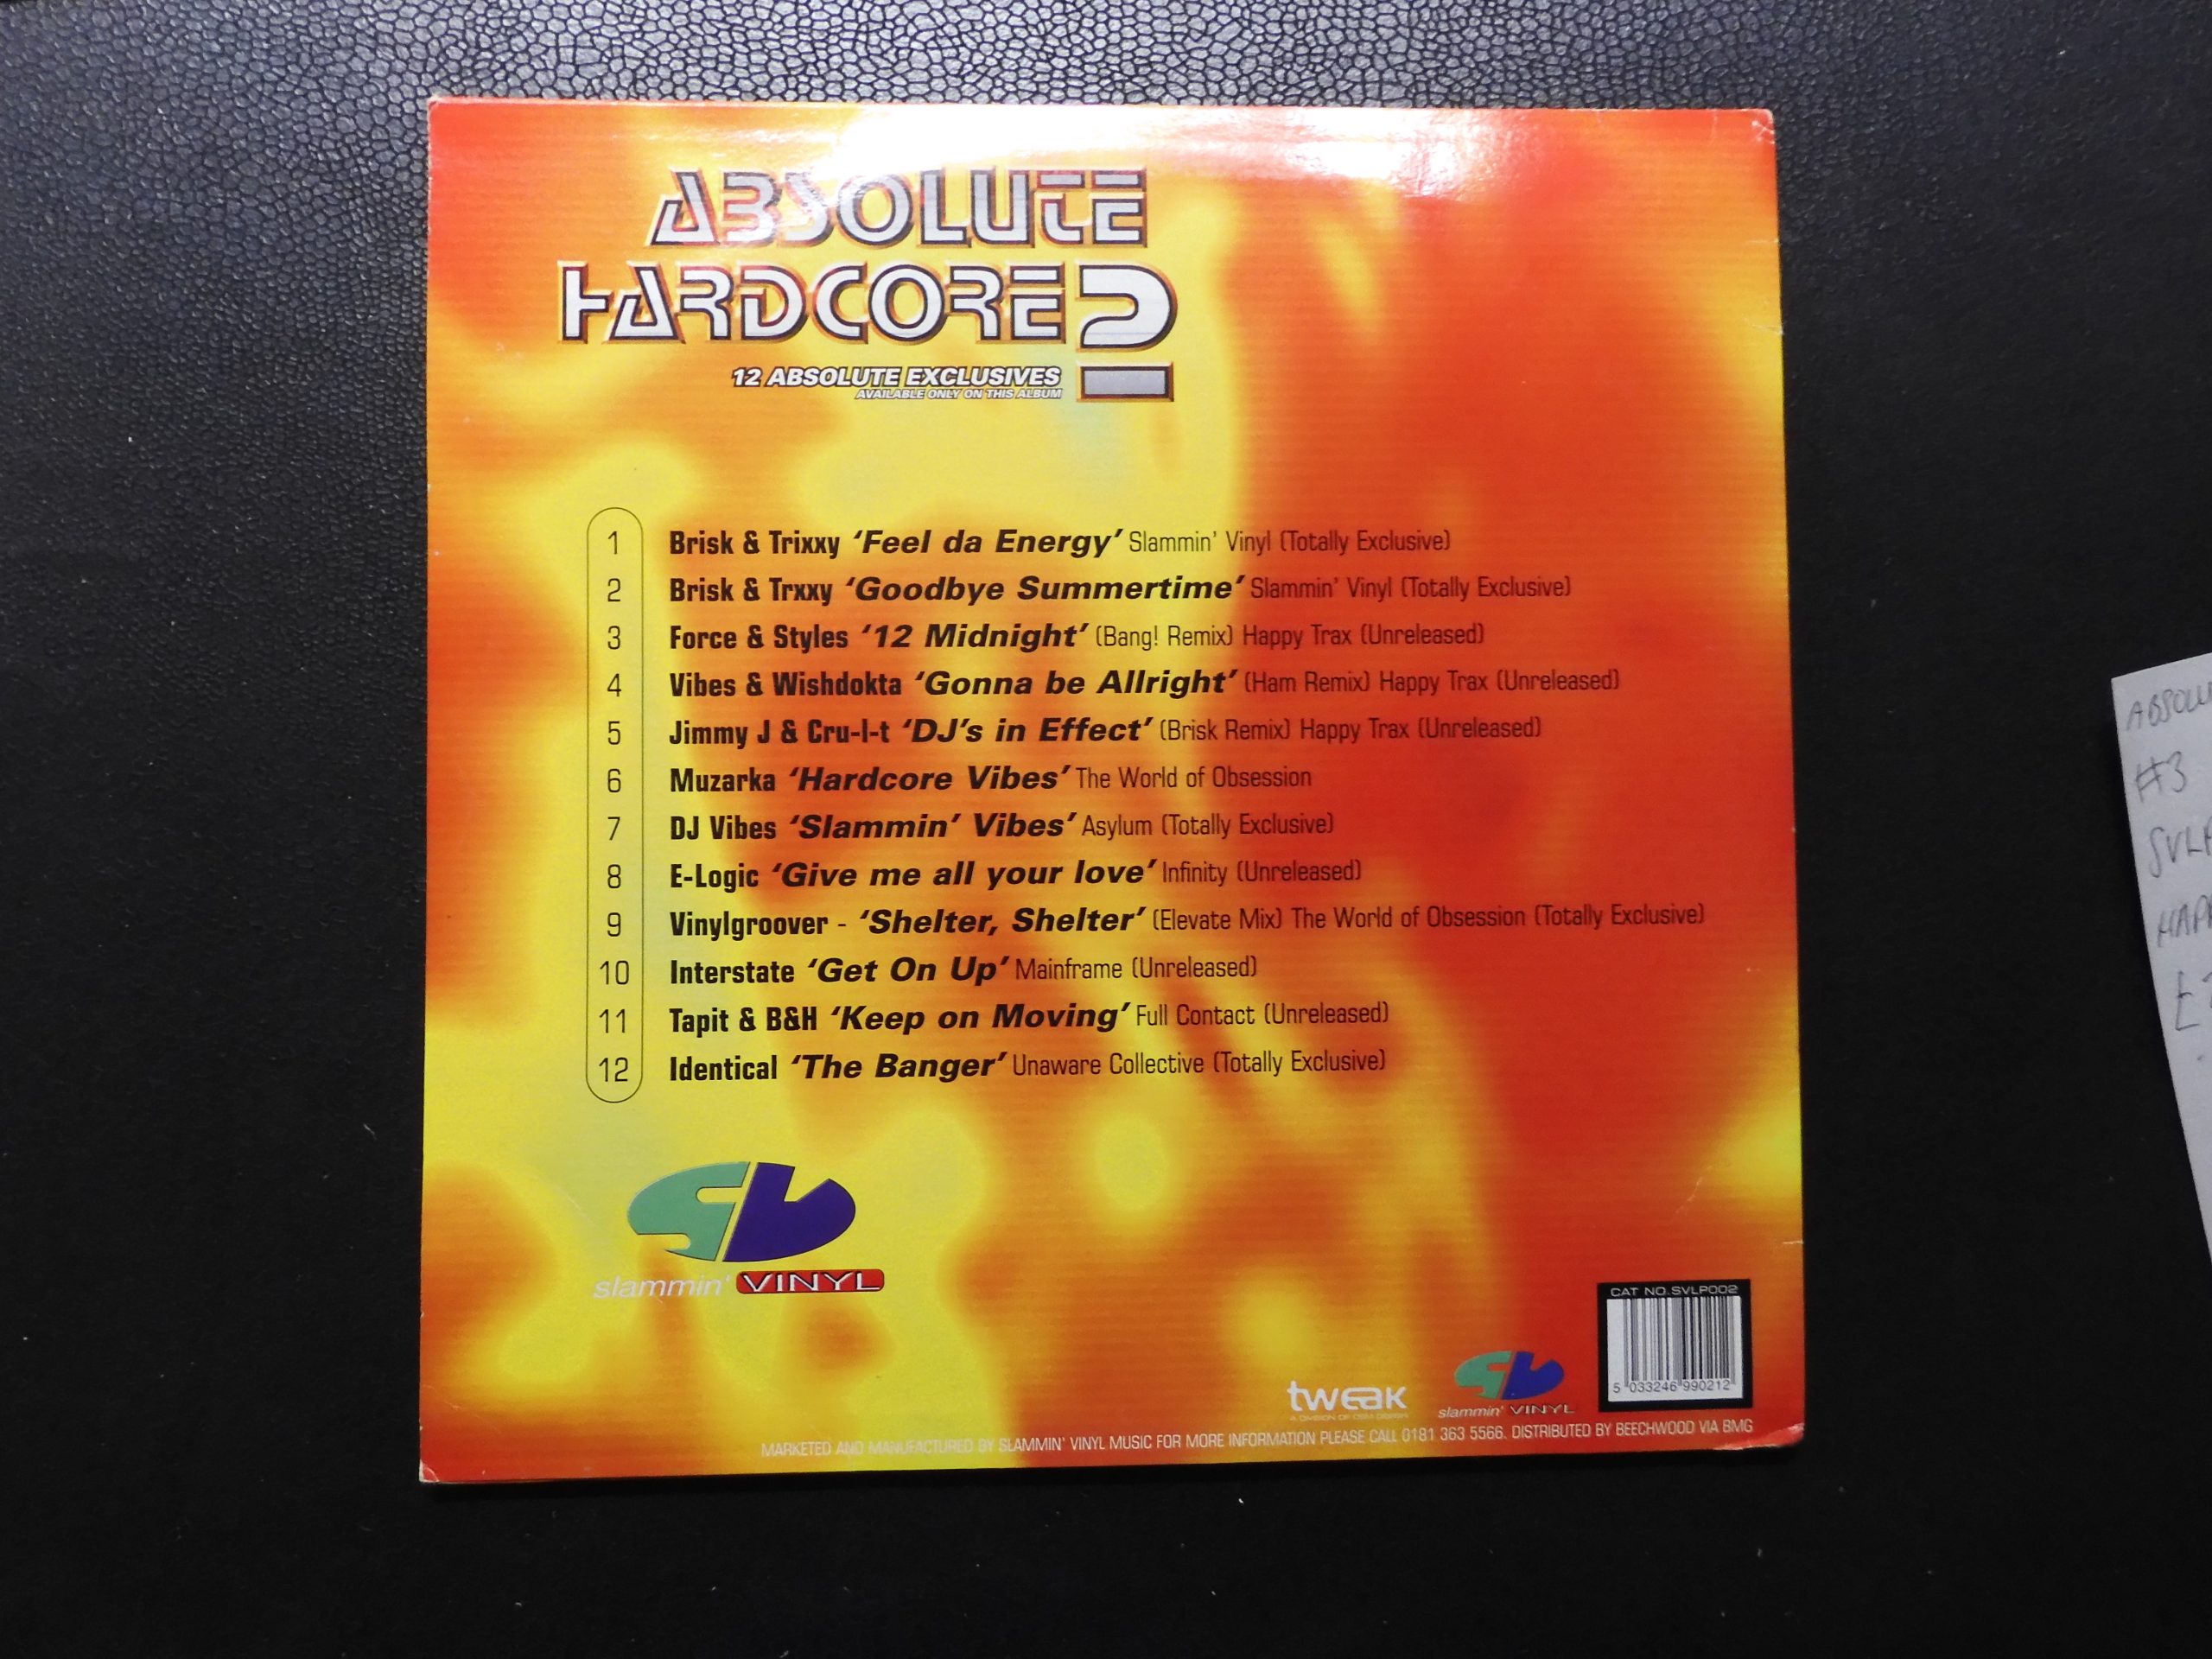 ABSOLUTE
HARDCORE 2
12 ABSOLUTE EXCLUSIVES
AVAILABLE ONLY ON THIS ALBUM
1 Brisk & Trixxy ‘Feel da Energy’ Slammin' Vinyl (Totally Exclusive)
2 Brisk & Trxxy ‘Goodbye Summertime’ Slammin' Vinyl (Totally Exclusive)
3 Force & Styles ‘12 Midnight’ (Bang! Remix) Happy Trax (Unreleased)
4 Vibes & Wishdokta ‘Gonna be Allright’ (Ham Remix) Happy Trax (Unreleased)
5 Jimmy J & Cru-l-t ‘DJ’s in Effect’ (Brisk Remix) Happy Trax (Unreleased)
6 Muzarka ‘Hardcore Vibes’ The World of Obsession
7 DJ Vibes ‘Slammin’ Vibes’ Asylum (Totally Exclusive)
8 E-Logic ‘Give me all your love’ Infinity (Unreleased)
9 Vinylgroover - ‘Shelter, Shelter’ (Elevate Mix) The World of Obsession (Totally Exclusive)
10 Interstate ‘Get On Up’ Mainframe (Unreleased)
11 Tapit & B&H ‘Keep on Moving’ Full Contact (Unreleased)
12 Identical ‘The Banger’ Unaware Collective (Totally Exclusive)
SV
slammin' VINYL
CAT NO.SVLP002
5 033246 990212
tweak
SV
slammin' VINYL
MARKETED AND MANUFACTURED BY SLAMMIN' VINYL MUSIC FOR MORE INFORMATION PLEASE CALL 0181 363 5566. DISTRIBUTED BY BEECHWOOD VIA BMG
#3